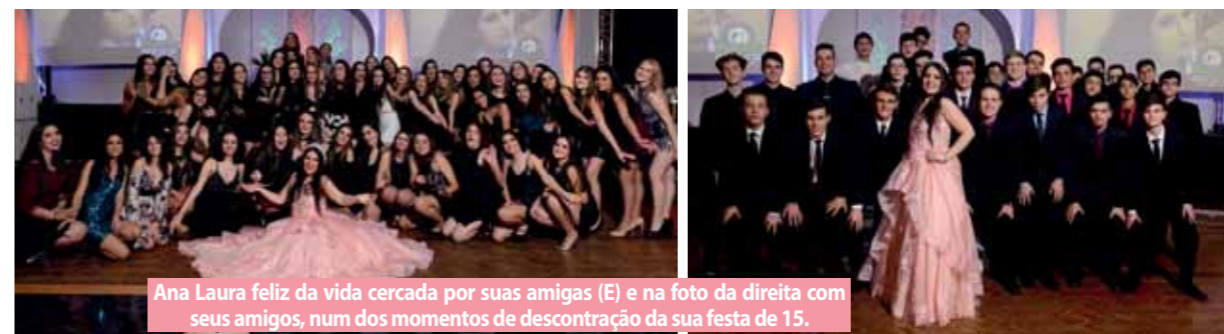 Ana Laura feliz da vida cercada por suas amigas (E) e na foto da direita com
seus amigos, num dos momentos de descontração da sua festa de 15.